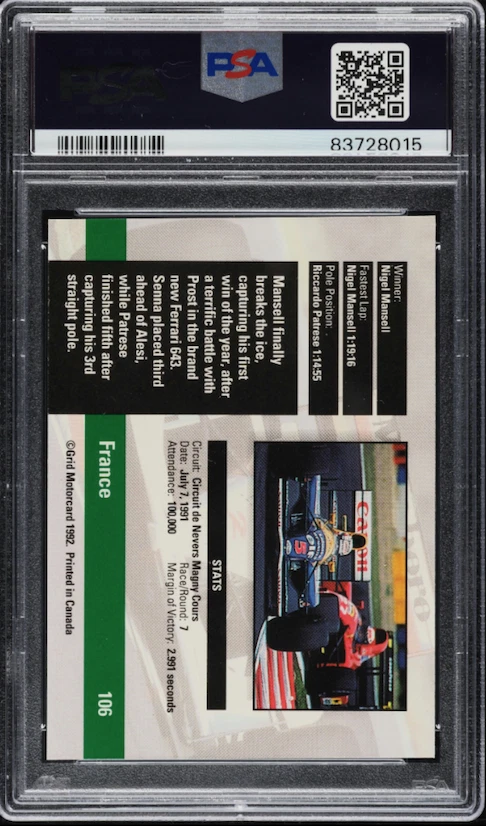 PSA
83728015
Winner:
Nigel Mansell
Fastest Lap:
Nigel Mansell 1:19:16
Pole Position:
Riccardo Patrese 1:14:55
Mansell finally
breaks the ice,
capturing his first
win of the year, after
a terrific battle with
Prost in the brand
new Ferrari 643.
Senna placed third
ahead of Alesi,
while Patrese
finished fifth after
capturing his 3rd
straight pole.
Canon
5
STATS
Circuit: Circuit de Nevers Magny Cours
Date: July 7, 1991 Race/Round: 7
Attendance: 100,000 Margin of Victory: 2.991 seconds
France 106
©Grid Motorcard 1992. Printed in Canada